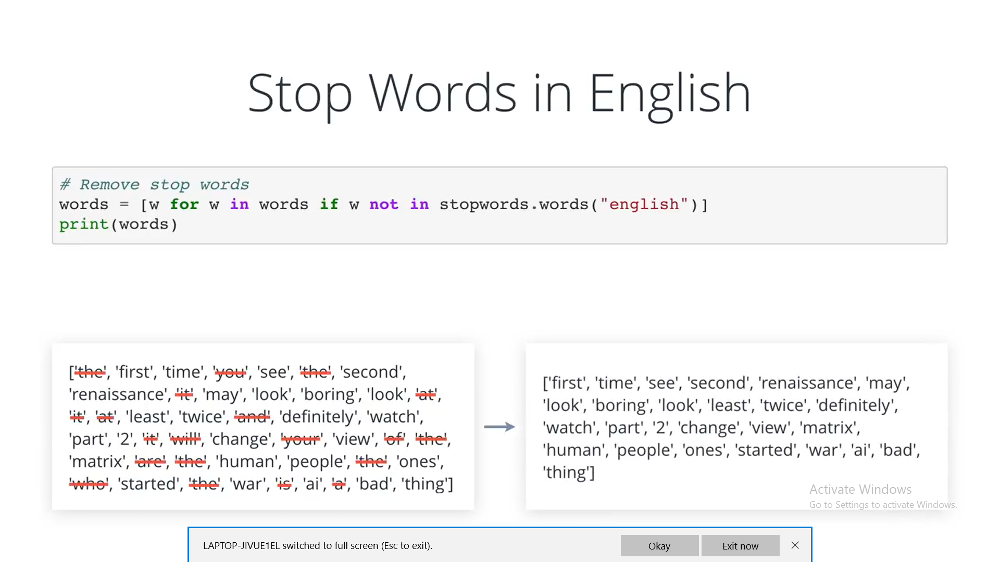 Stop Words in English
# Remove stop words
words = [w for w in words if w not in stopwords.words("english")]
print(words)
['the', 'first', 'time', 'you', 'see', 'the', 'second',
'renaissance', 'it', 'may', 'look', 'boring', 'look', 'at',
'it', 'at', 'least', 'twice', 'and', 'definitely', 'watch',
'part', '2', 'it', 'will', 'change', 'your', 'view', 'of', 'the',
'matrix', 'are', 'the', 'human', 'people', 'the', 'ones',
'who', 'started', 'the', 'war', 'is', 'ai', 'a', 'bad', 'thing']
['first', 'time', 'see', 'second', 'renaissance', 'may',
'look', 'boring', 'look', 'least', 'twice', 'definitely',
'watch', 'part', '2', 'change', 'view', 'matrix',
'human', 'people', 'ones', 'started', 'war', 'ai', 'bad',
'thing']
Activate Windows
Go to Settings to activate Windows.
LAPTOP-JIVUE1EL switched to full screen (Esc to exit).
Okay
Exit now